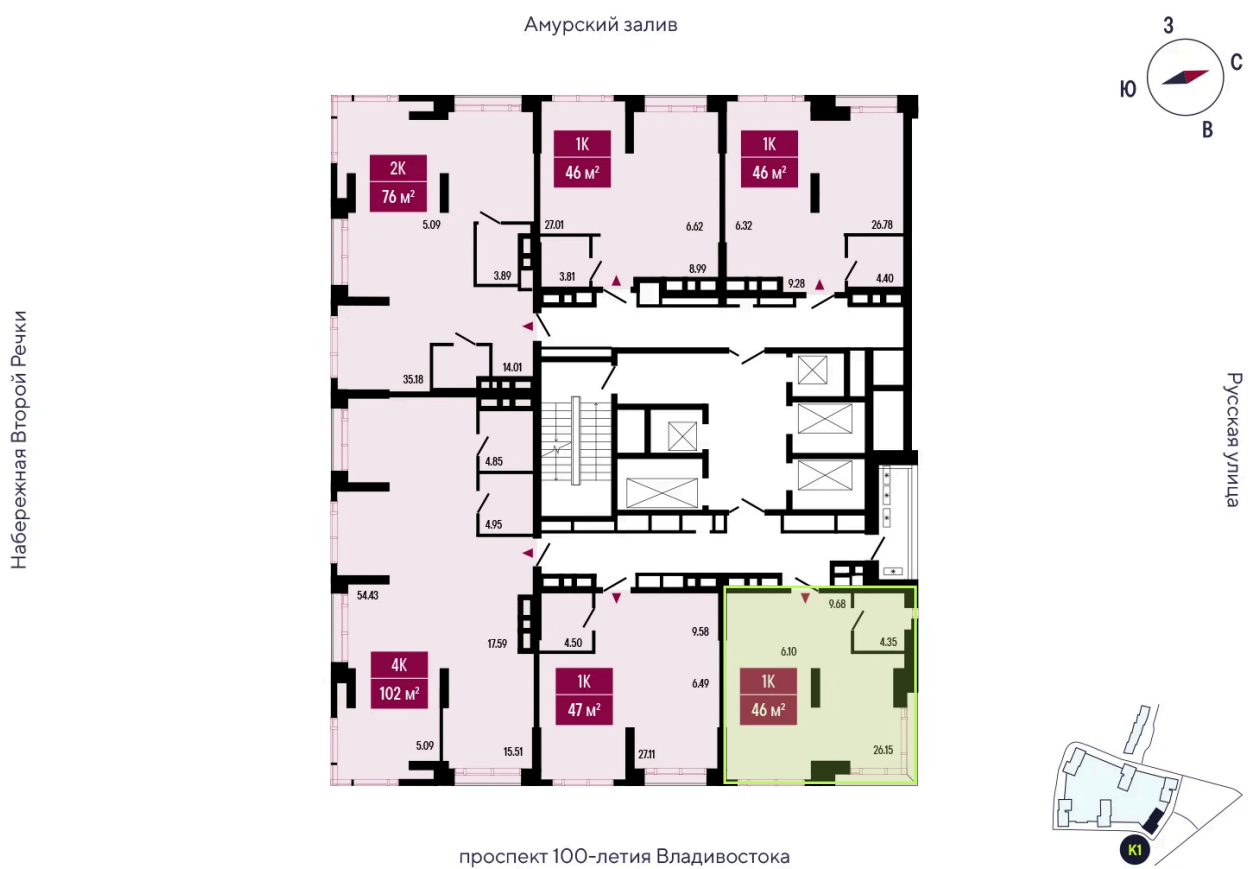 Амурский залив
З
С
Ю
В
2К
76 м²
5.09
3.89
14.01
35.18
1К
46 м²
27.01
6.62
3.81
8.99
1К
46 м²
6.32
26.78
9.28
4.40
Набережная Второй Речки
Русская улица
4.85
4.95
54.43
17.59
4К
102 м²
5.09
15.51
4.50
9.58
1К
47 м²
6.49
27.11
9.68
4.35
6.10
1К
46 м²
26.15
К1
проспект 100-летия Владивостока